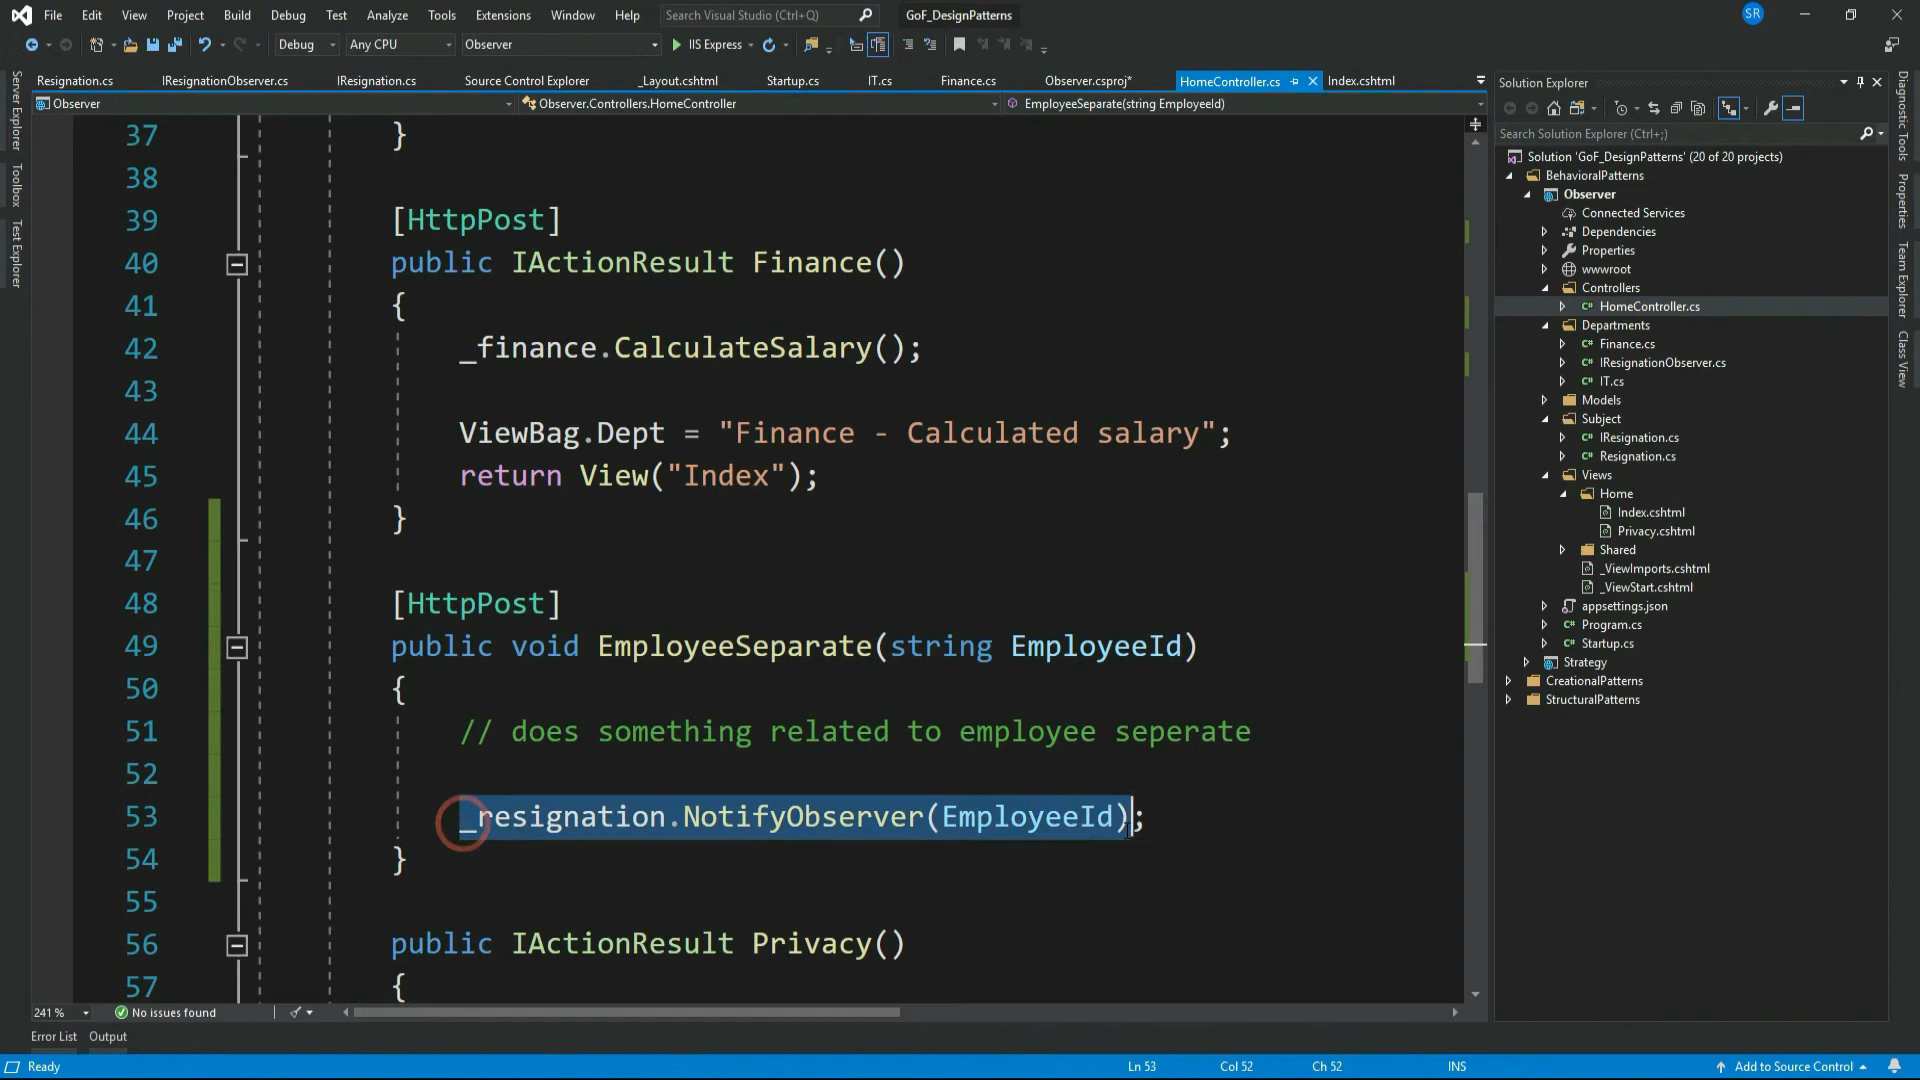 File Edit View Project Build Debug Test Analyze Tools Extensions Window Help Search Visual Studio (Ctrl+Q) GoF_DesignPatterns SR
Debug Any CPU Observer IIS Express
Resignation.cs IResignationObserver.cs IResignation.cs Source Control Explorer _Layout.cshtml Startup.cs IT.cs Finance.cs Observer.csproj* HomeController.cs Index.cshtml
Observer Observer.Controllers.HomeController EmployeeSeparate(string EmployeeId)
Server Explorer
Toolbox
Test Explorer
37 }
38
39 [HttpPost]
40 public IActionResult Finance()
41 {
42 _finance.CalculateSalary();
43
44 ViewBag.Dept = "Finance - Calculated salary";
45 return View("Index");
46 }
47
48 [HttpPost]
49 public void EmployeeSeparate(string EmployeeId)
50 {
51 // does something related to employee seperate
52
53 _resignation.NotifyObserver(EmployeeId);
54 }
55
56 public IActionResult Privacy()
57 {
241 % No issues found
Error List Output
Ready Ln 53 Col 52 Ch 52 INS Add to Source Control
Solution Explorer
Search Solution Explorer (Ctrl+;)
Solution 'GoF_DesignPatterns' (20 of 20 projects)
BehavioralPatterns
Observer
Connected Services
Dependencies
Properties
wwwroot
Controllers
C# HomeController.cs
Departments
C# Finance.cs
C# IResignationObserver.cs
C# IT.cs
Models
Subject
C# IResignation.cs
C# Resignation.cs
Views
Home
Index.cshtml
Privacy.cshtml
Shared
_ViewImports.cshtml
_ViewStart.cshtml
appsettings.json
C# Program.cs
C# Startup.cs
Strategy
CreationalPatterns
StructuralPatterns
Diagnostic Tools
Properties
Team Explorer
Class View